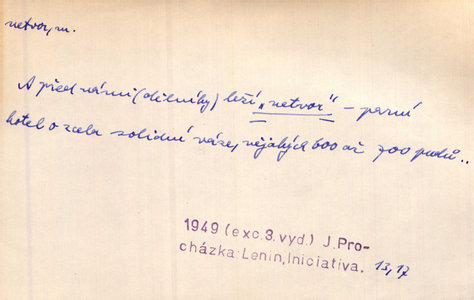 netvor, m.
A před námi (dělníky) leží „netvor“ – parní
kotel o zcela solidní váze, nějakých 600 až 700 pudů..
1949 (exc. 3. vyd.) J. Pro-
cházka: Lenin, Iniciativa. 13, 17